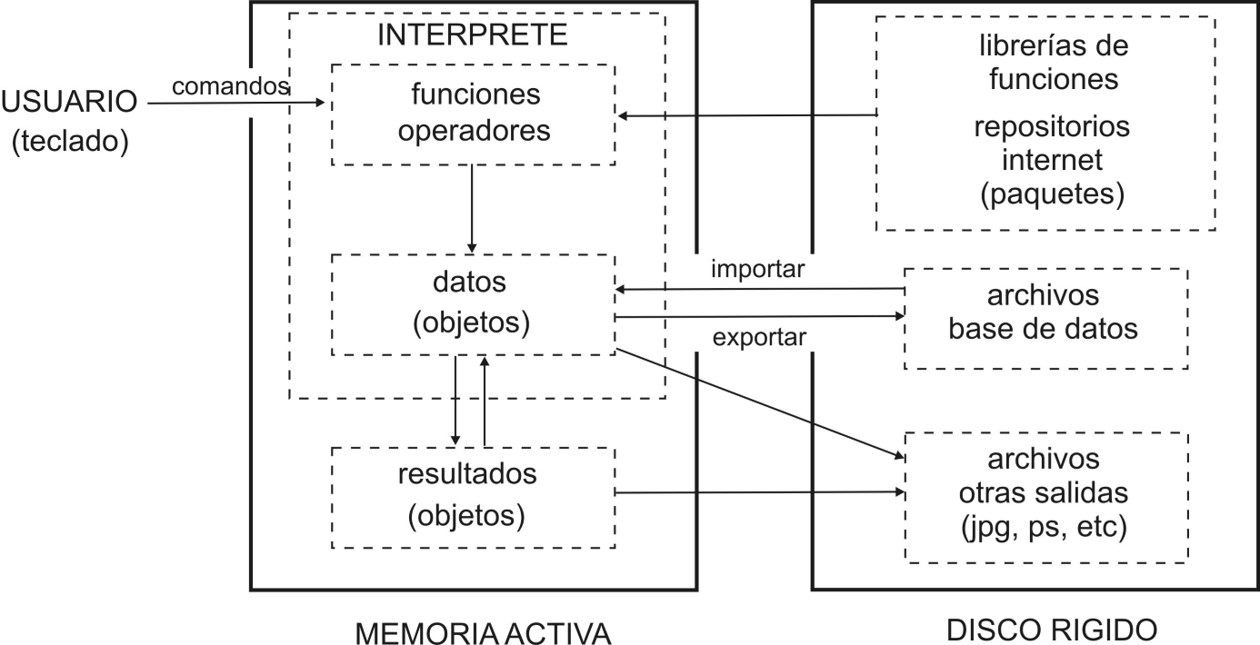 INTERPRETE
comandos
USUARIO
(teclado)
funciones
operadores
datos
(objetos)
resultados
(objetos)
MEMORIA ACTIVA
importar
exportar
librerías de
funciones
repositorios
internet
(paquetes)
archivos
base de datos
archivos
otras salidas
(jpg, ps, etc)
DISCO RIGIDO